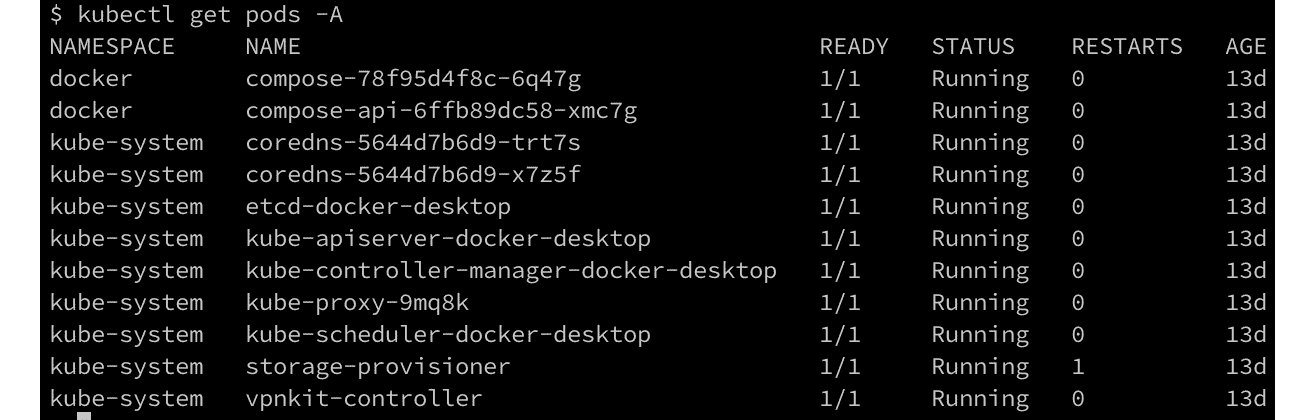 $ kubectl get pods -A
NAMESPACE NAME READY STATUS RESTARTS AGE
docker compose-78f95d4f8c-6q47g 1/1 Running 0 13d
docker compose-api-6ffb89dc58-xmc7g 1/1 Running 0 13d
kube-system coredns-5644d7b6d9-trt7s 1/1 Running 0 13d
kube-system coredns-5644d7b6d9-x7z5f 1/1 Running 0 13d
kube-system etcd-docker-desktop 1/1 Running 0 13d
kube-system kube-apiserver-docker-desktop 1/1 Running 0 13d
kube-system kube-controller-manager-docker-desktop 1/1 Running 0 13d
kube-system kube-proxy-9mq8k 1/1 Running 0 13d
kube-system kube-scheduler-docker-desktop 1/1 Running 0 13d
kube-system storage-provisioner 1/1 Running 1 13d
kube-system vpnkit-controller 1/1 Running 0 13d